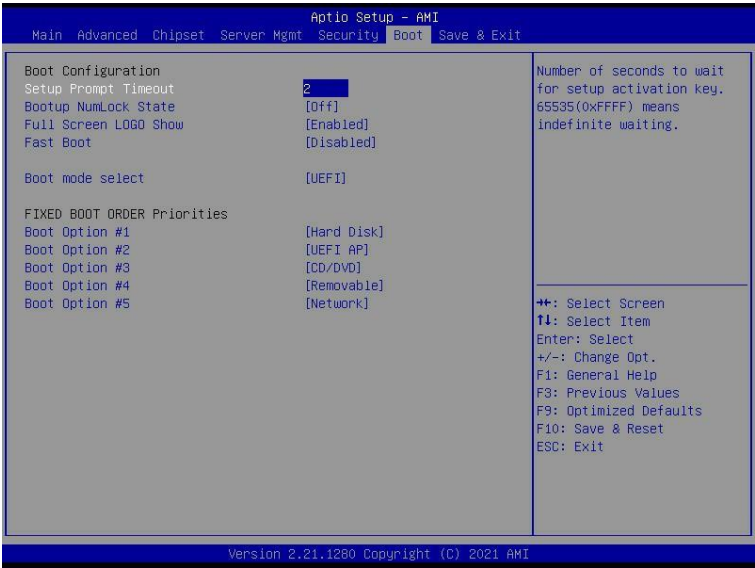 Aptio Setup - AMI
Main Advanced Chipset Server Mgmt Security Boot Save & Exit
Boot Configuration
Setup Prompt Timeout 2
Bootup NumLock State [Off]
Full Screen LOGO Show [Enabled]
Fast Boot [Disabled]
Boot mode select [UEFI]
FIXED BOOT ORDER Priorities
Boot Option #1 [Hard Disk]
Boot Option #2 [UEFI AP]
Boot Option #3 [CD/DVD]
Boot Option #4 [Removable]
Boot Option #5 [Network]
Number of seconds to wait
for setup activation key.
65535(0xFFFF) means
indefinite waiting.
→←: Select Screen
↑↓: Select Item
Enter: Select
+/-: Change Opt.
F1: General Help
F3: Previous Values
F9: Optimized Defaults
F10: Save & Reset
ESC: Exit
Version 2.21.1280 Copyright (C) 2021 AMI